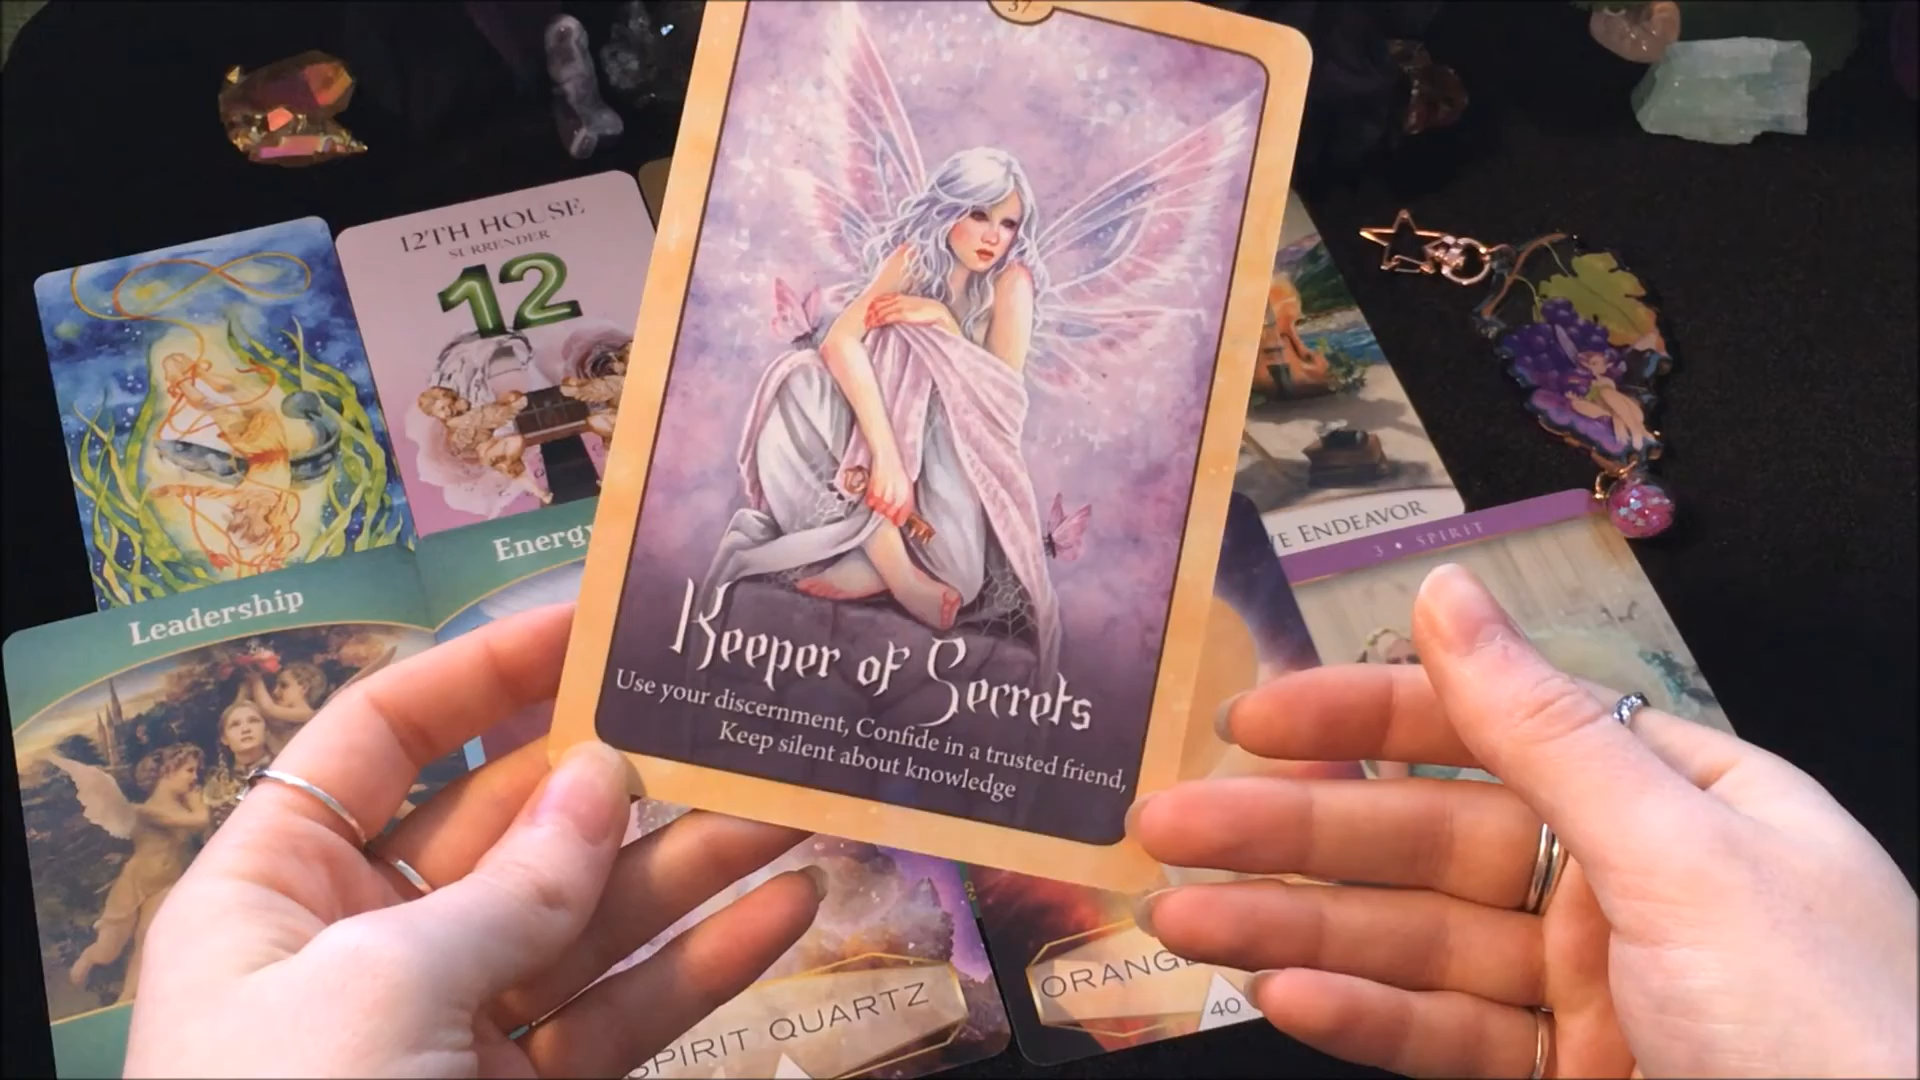 37
12TH HOUSE
SURRENDER
12
Keeper of Secrets
Use your discernment, Confide in a trusted friend,
Keep silent about knowledge
ENDEAVOR
3 • SPIRIT
Energy
Leadership
SPIRIT QUARTZ
ORANGE
40